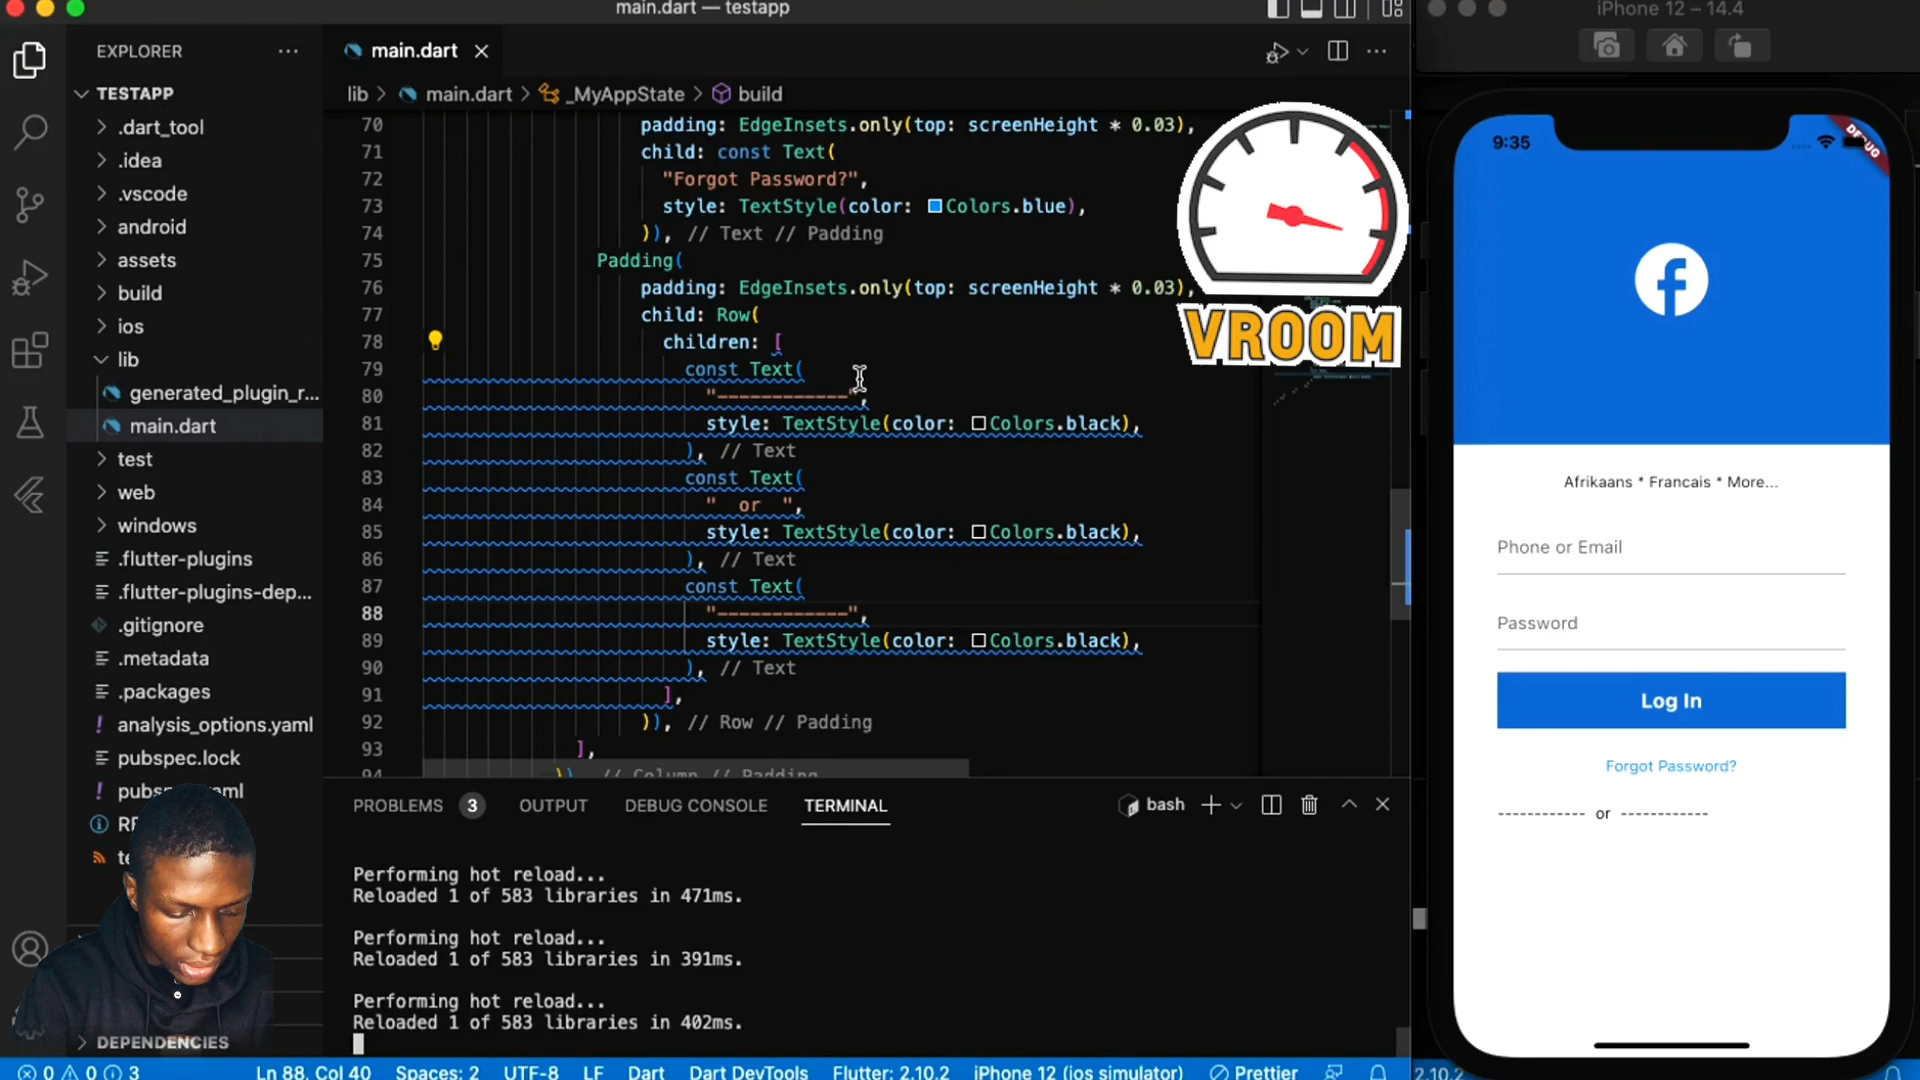 main.dart — testapp
iPhone 12 – 14.4
EXPLORER
main.dart
TESTAPP
.dart_tool
.idea
.vscode
android
assets
build
ios
lib
generated_plugin_r...
main.dart
test
web
windows
.flutter-plugins
.flutter-plugins-dep...
.gitignore
.metadata
.packages
analysis_options.yaml
pubspec.lock
DEPENDENCIES
lib > main.dart > _MyAppState > build
70 padding: EdgeInsets.only(top: screenHeight * 0.03),
71 child: const Text(
72 "Forgot Password?",
73 style: TextStyle(color: Colors.blue),
74 )), // Text // Padding
75 Padding(
76 padding: EdgeInsets.only(top: screenHeight * 0.03),
77 child: Row(
78 children: [
79 const Text(
80 "------------",
81 style: TextStyle(color: Colors.black),
82 ), // Text
83 const Text(
84 "  or  ",
85 style: TextStyle(color: Colors.black),
86 ), // Text
87 const Text(
88 "------------",
89 style: TextStyle(color: Colors.black),
90 ), // Text
91 ],
92 )), // Row // Padding
93 ],
94 )), // Column // Padding
VROOM
PROBLEMS 3 OUTPUT DEBUG CONSOLE TERMINAL bash
Performing hot reload...
Reloaded 1 of 583 libraries in 471ms.
Performing hot reload...
Reloaded 1 of 583 libraries in 391ms.
Performing hot reload...
Reloaded 1 of 583 libraries in 402ms.
0 0 3 Ln 88, Col 40 Spaces: 2 UTF-8 LF Dart Dart DevTools Flutter: 2.10.2 iPhone 12 (ios simulator) Prettier
2.10.2
9:35
DEBUG
f
Afrikaans * Francais * More...
Phone or Email
Password
Log In
Forgot Password?
------------ or ------------